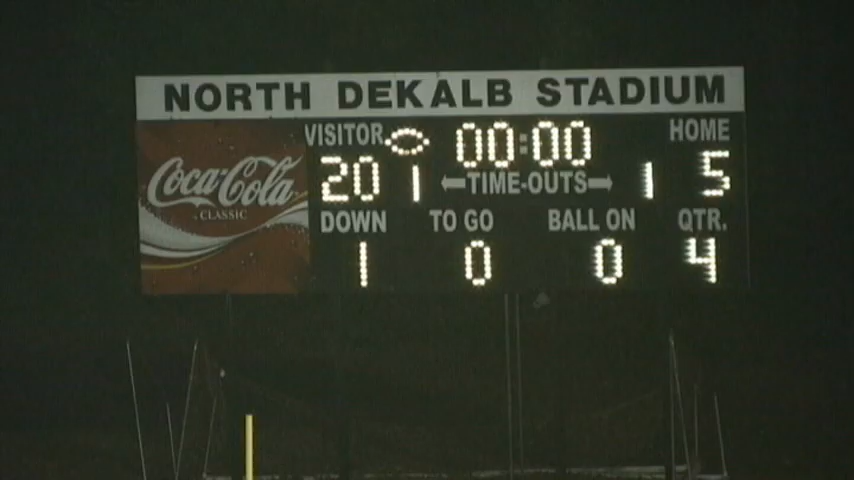 NORTH DEKALB STADIUM
VISITOR 00:00 HOME
20 1 TIME-OUTS 1 5
Coca-Cola
CLASSIC
DOWN TO GO BALL ON QTR.
1 0 0 4